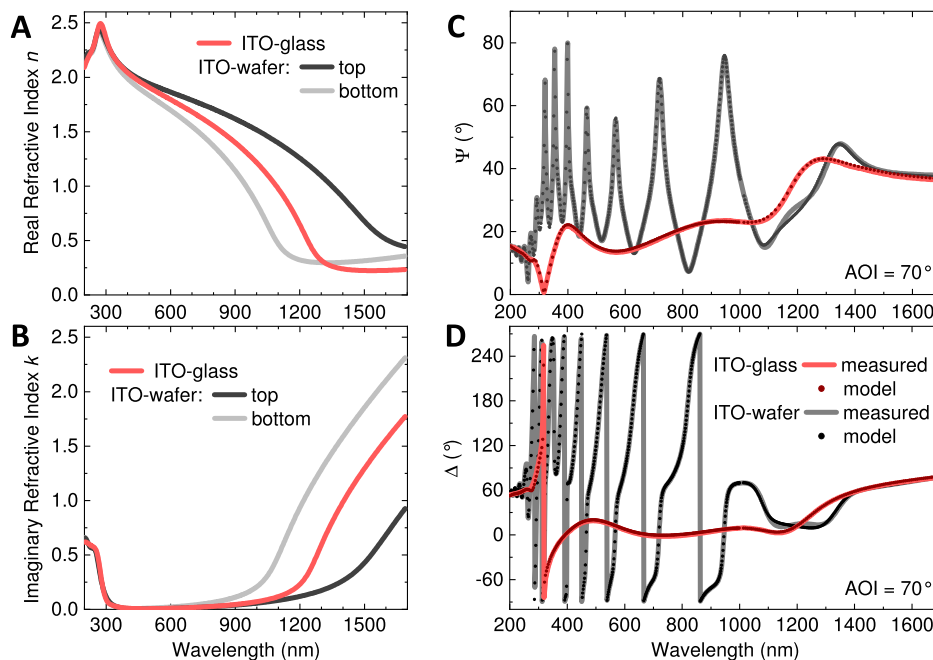 A
ITO-glass
ITO-wafer: top
bottom
Real Refractive Index n
2.5
2.0
1.5
1.0
0.5
0.0
300 600 900 1200 1500
B
ITO-glass
ITO-wafer: top
bottom
Imaginary Refractive Index k
2.5
2.0
1.5
1.0
0.5
0.0
300 600 900 1200 1500
Wavelength (nm)
C
Ψ (°)
80
60
40
20
0
AOI = 70°
200 400 600 800 1000 1200 1400 1600
D
ITO-glass measured
model
ITO-wafer measured
model
Δ (°)
240
180
120
60
0
-60
AOI = 70°
200 400 600 800 1000 1200 1400 1600
Wavelength (nm)